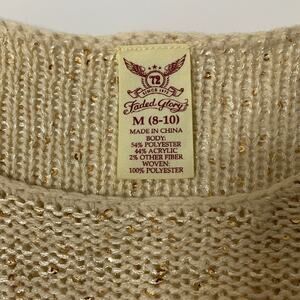 72
SINCE 1972
Faded Glory
M (8-10)
MADE IN CHINA
BODY:
54% POLYESTER
44% ACRYLIC
2% OTHER FIBER
WOVEN:
100% POLYESTER